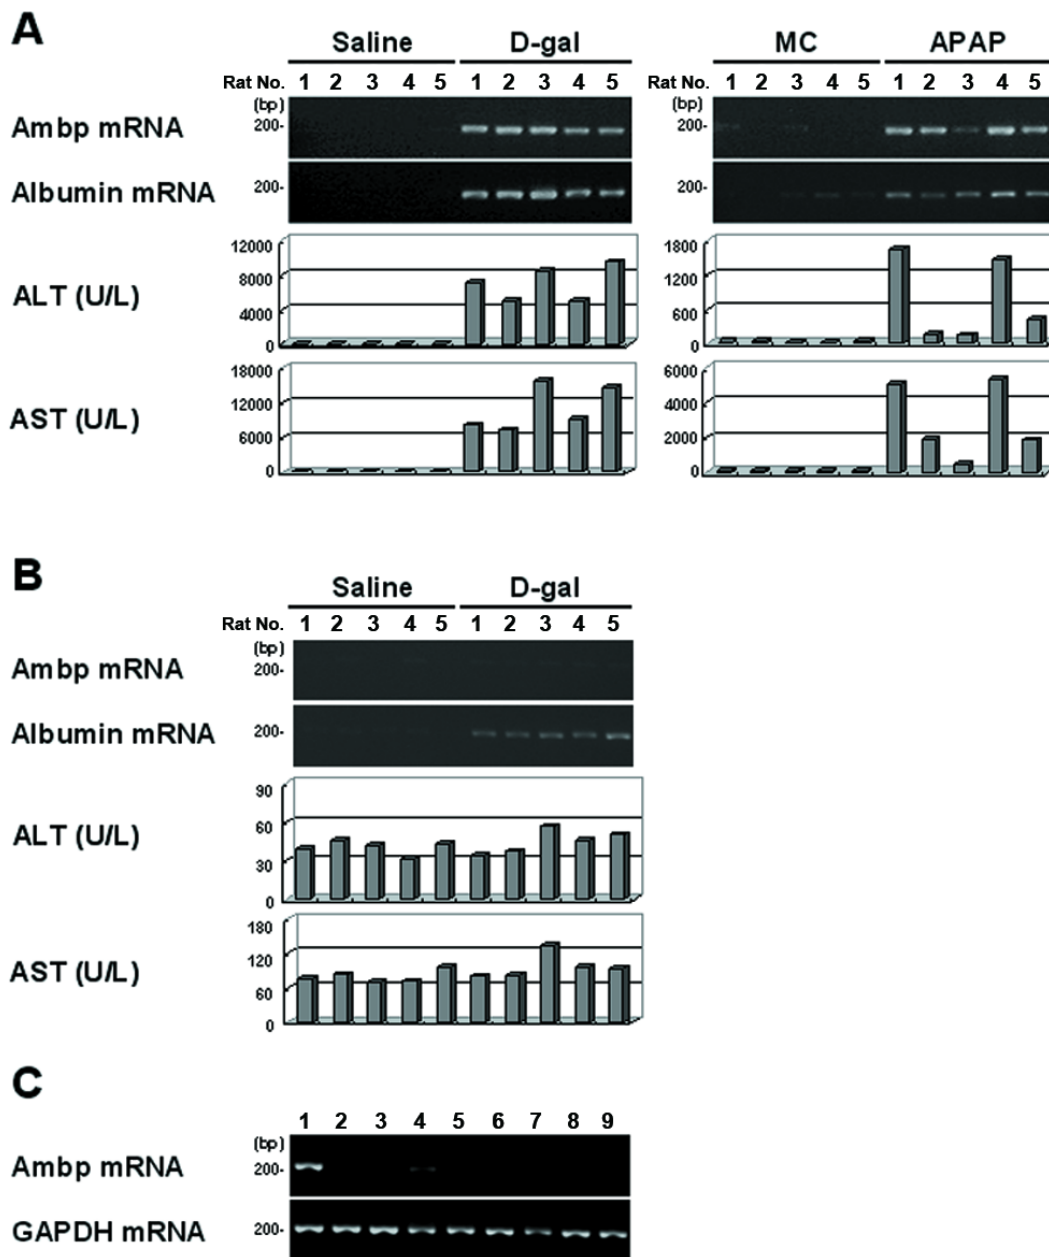 A
Saline D-gal MC APAP
Rat No. 1 2 3 4 5 1 2 3 4 5 Rat No. 1 2 3 4 5 1 2 3 4 5
(bp) (bp)
Ambp mRNA 200- 200-
Albumin mRNA 200- 200-
ALT (U/L)
12000 1800
8000 1200
4000 600
0 0
AST (U/L)
18000 6000
12000 4000
6000 2000
0 0
B
Saline D-gal
Rat No. 1 2 3 4 5 1 2 3 4 5
(bp)
Ambp mRNA 200-
Albumin mRNA 200-
ALT (U/L)
90
60
30
0
AST (U/L)
180
120
60
0
C
1 2 3 4 5 6 7 8 9
(bp)
Ambp mRNA 200-
GAPDH mRNA 200-